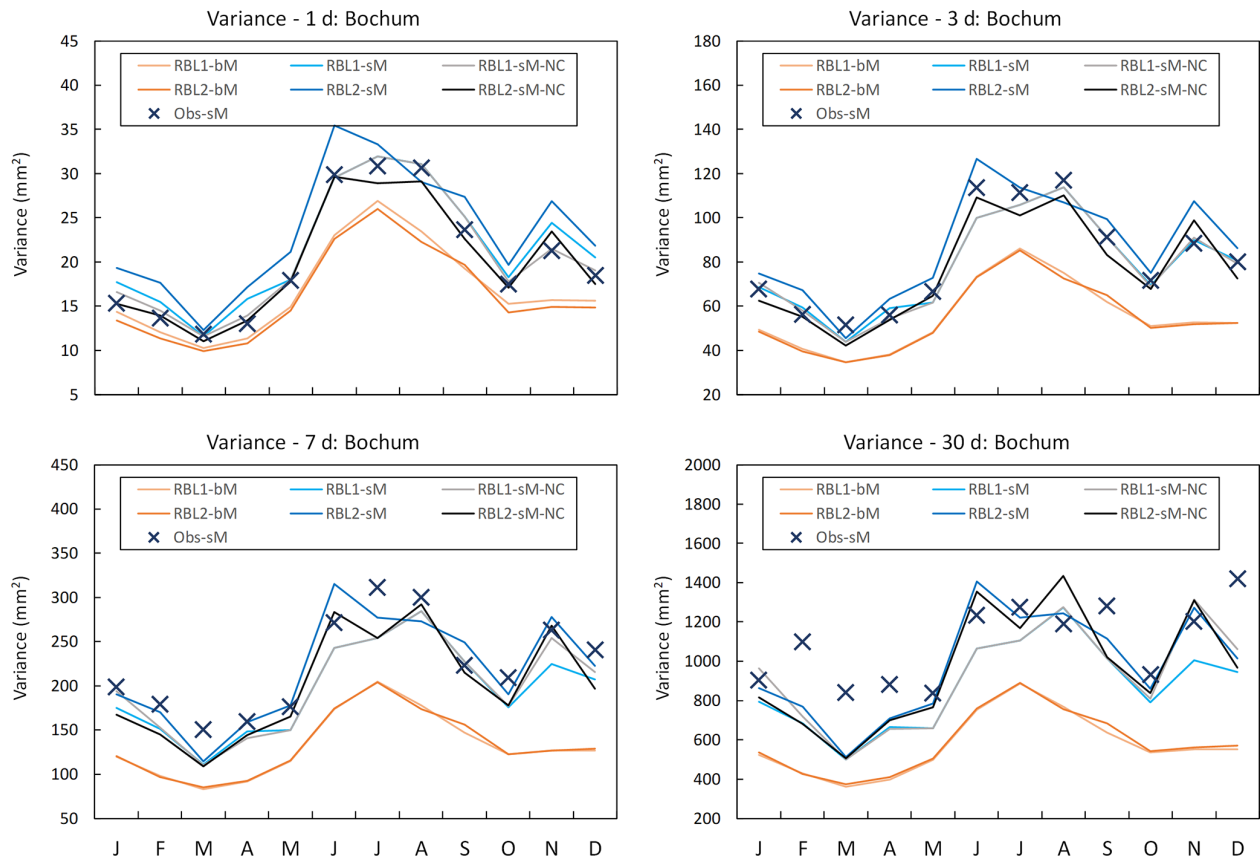 Variance - 1 d: Bochum
Variance (mm²)
45
40
35
30
25
20
15
10
5
RBL1-bM RBL1-sM RBL1-sM-NC
RBL2-bM RBL2-sM RBL2-sM-NC
Obs-sM
Variance - 3 d: Bochum
Variance (mm²)
180
160
140
120
100
80
60
40
20
RBL1-bM RBL1-sM RBL1-sM-NC
RBL2-bM RBL2-sM RBL2-sM-NC
Obs-sM
Variance - 7 d: Bochum
Variance (mm²)
450
400
350
300
250
200
150
100
50
RBL1-bM RBL1-sM RBL1-sM-NC
RBL2-bM RBL2-sM RBL2-sM-NC
Obs-sM
J F M A M J J A S O N D
Variance - 30 d: Bochum
Variance (mm²)
2000
1800
1600
1400
1200
1000
800
600
400
200
RBL1-bM RBL1-sM RBL1-sM-NC
RBL2-bM RBL2-sM RBL2-sM-NC
Obs-sM
J F M A M J J A S O N D